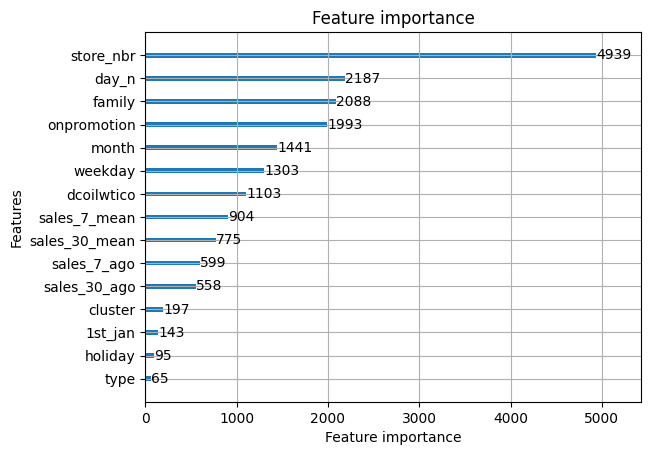 Feature importance
store_nbr 4939
day_n 2187
family 2088
onpromotion 1993
month 1441
weekday 1303
dcoilwtico 1103
sales_7_mean 904
sales_30_mean 775
sales_7_ago 599
sales_30_ago 558
cluster 197
1st_jan 143
holiday 95
type 65
Features
0 1000 2000 3000 4000 5000
Feature importance